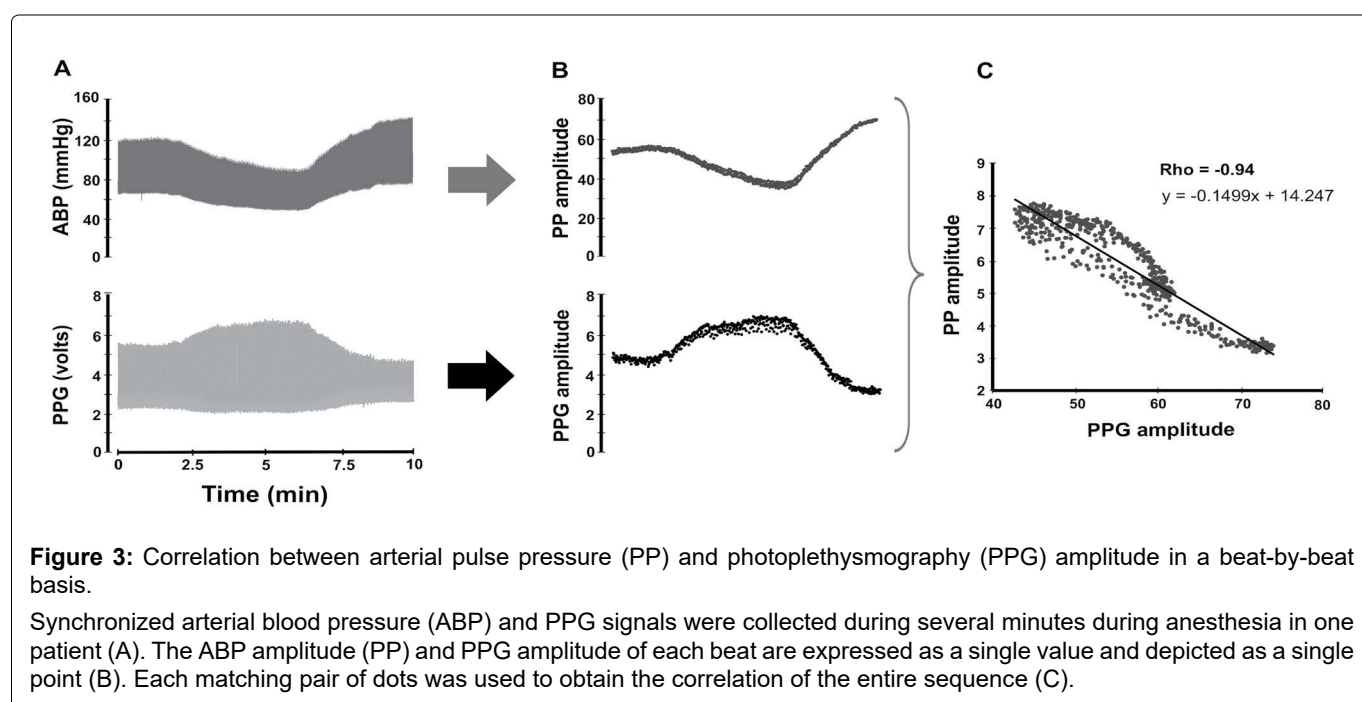 A
B
C
160
120
80
40
0
ABP (mmHg)
80
60
40
20
0
PP amplitude
8
6
4
2
0
PPG (volts)
0 2.5 5 7.5 10
Time (min)
8
6
4
2
0
PPG amplitude
9
8
7
6
5
4
3
2
PP amplitude
Rho = -0.94
y = -0.1499x + 14.247
40 50 60 70 80
PPG amplitude
Figure 3: Correlation between arterial pulse pressure (PP) and photoplethysmography (PPG) amplitude in a beat-by-beat
basis.
Synchronized arterial blood pressure (ABP) and PPG signals were collected during several minutes during anesthesia in one
patient (A). The ABP amplitude (PP) and PPG amplitude of each beat are expressed as a single value and depicted as a single
point (B). Each matching pair of dots was used to obtain the correlation of the entire sequence (C).